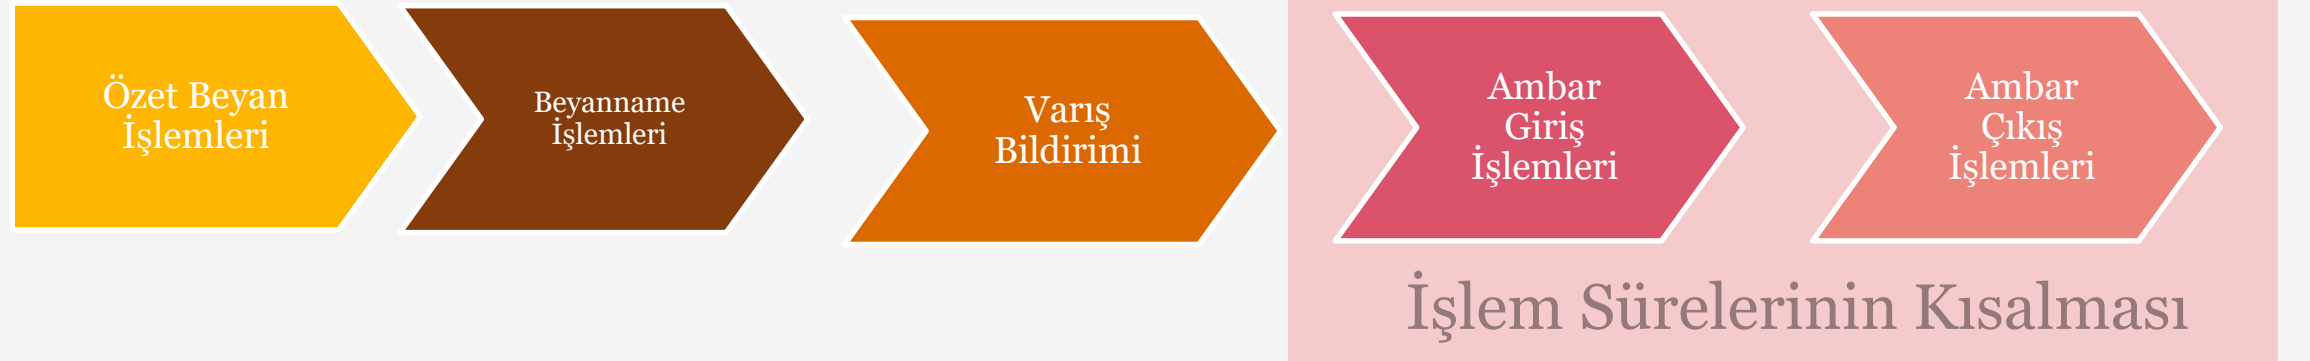 Özet Beyan
İşlemleri
Beyanname
İşlemleri
Varış
Bildirimi
Ambar
Giriş
İşlemleri
Ambar
Çıkış
İşlemleri
İşlem Sürelerinin Kısalması